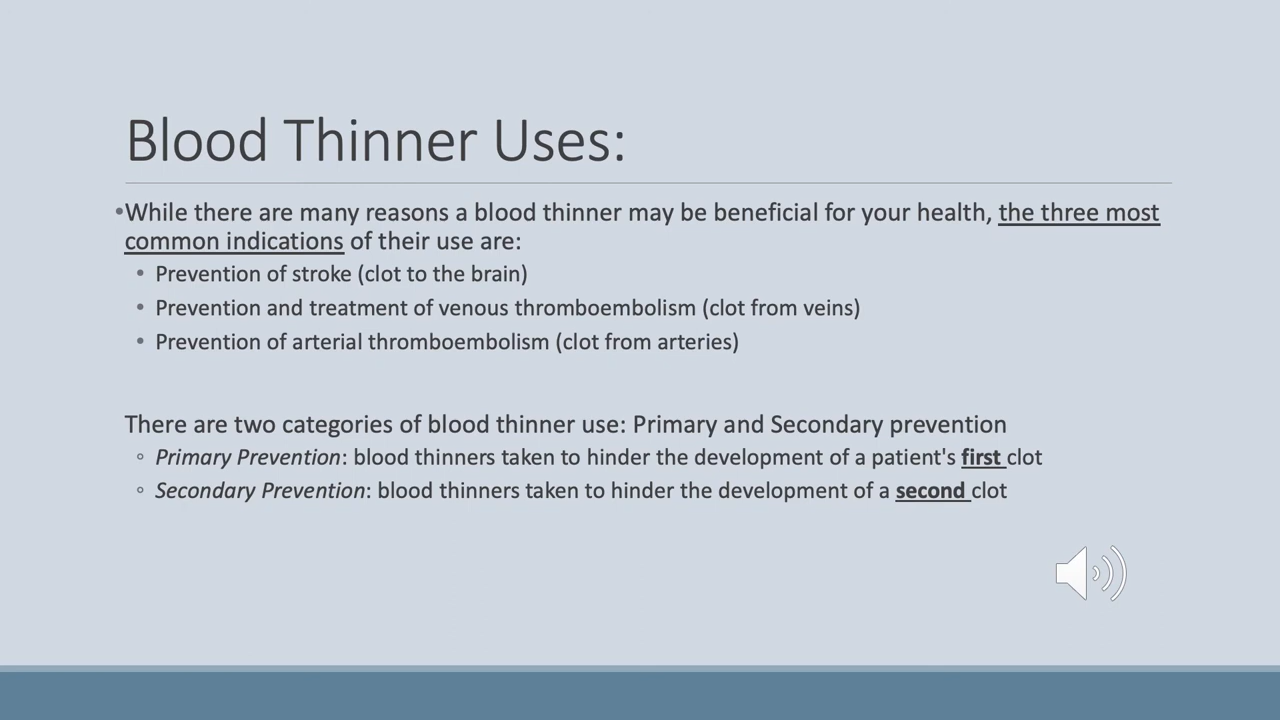 Blood Thinner Uses:
•While there are many reasons a blood thinner may be beneficial for your health, the three most
common indications of their use are:
• Prevention of stroke (clot to the brain)
• Prevention and treatment of venous thromboembolism (clot from veins)
• Prevention of arterial thromboembolism (clot from arteries)
There are two categories of blood thinner use: Primary and Secondary prevention
◦ Primary Prevention: blood thinners taken to hinder the development of a patient's first clot
◦ Secondary Prevention: blood thinners taken to hinder the development of a second clot